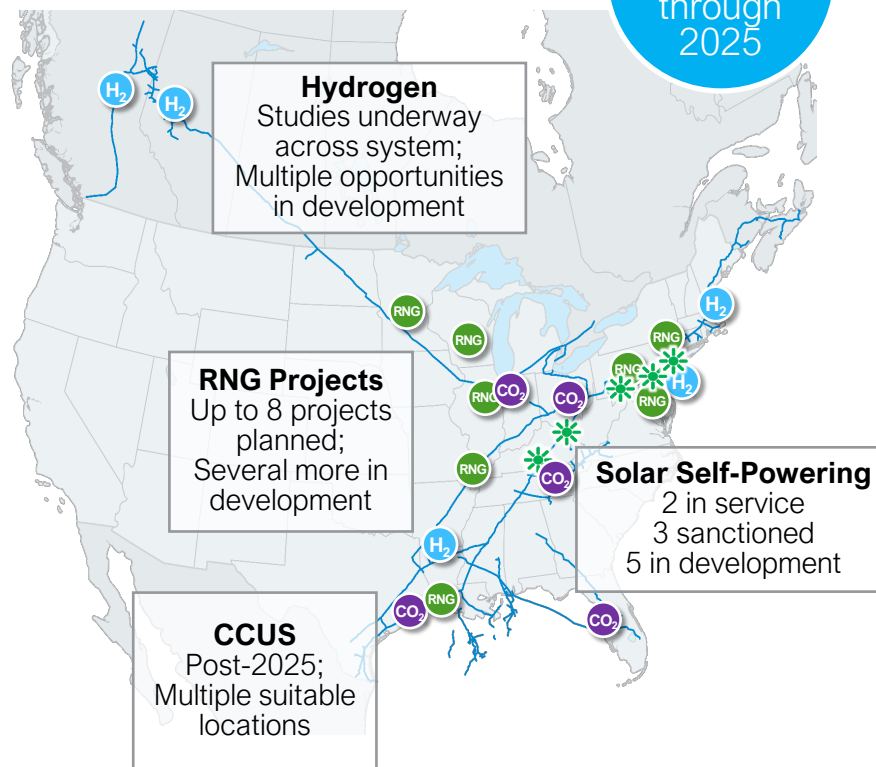 through
2025
H₂
H₂
Hydrogen
Studies underway
across system;
Multiple opportunities
in development
H₂
RNG
RNG
RNG
RNG
H₂
RNG
CO₂
CO₂
RNG
RNG Projects
Up to 8 projects
planned;
Several more in
development
RNG
CO₂
Solar Self-Powering
2 in service
3 sanctioned
5 in development
H₂
CO₂
RNG
CO₂
CCUS
Post-2025;
Multiple suitable
locations